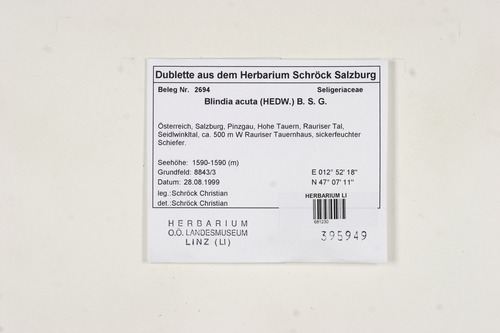 Dublette aus dem Herbarium Schröck Salzburg
Beleg Nr. 2694 Seligeriaceae
Blindia acuta (HEDW.) B. S. G.
Österreich, Salzburg, Pinzgau, Hohe Tauern, Rauriser Tal,
Seidlwinkltal, ca. 500 m W Rauriser Tauernhaus, sickerfeuchter
Schiefer.
Seehöhe: 1590-1590 (m)
Grundfeld: 8843/3 E 012° 52' 18"
Datum: 28.08.1999 N 47° 07' 11"
leg.:Schröck Christian
det.:Schröck Christian
HERBARIUM LI
681230
HERBARIUM
O.Ö. LANDESMUSEUM
LINZ (LI)
395949